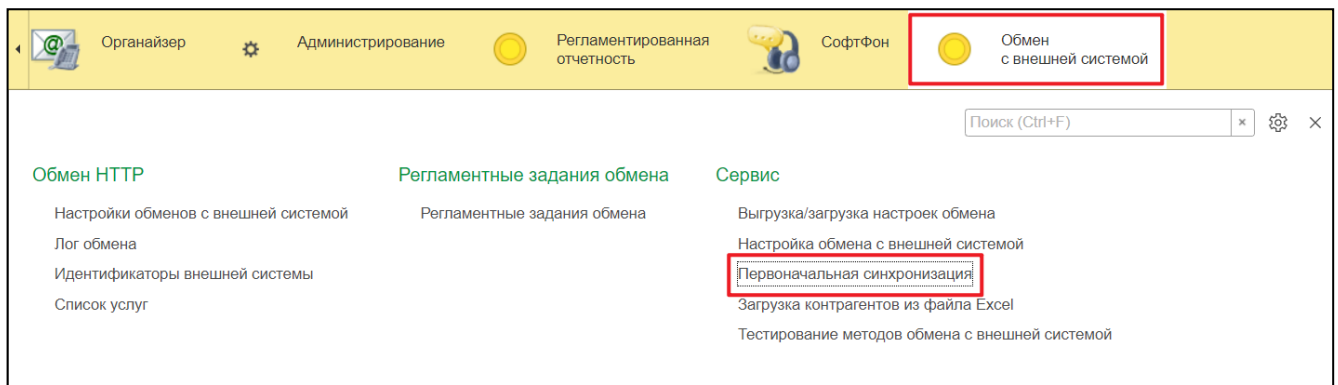 Органайзер
Администрирование
Регламентированная
отчетность
СофтФон
Обмен
с внешней системой
Поиск (Ctrl+F)
Обмен HTTP
Настройки обменов с внешней системой
Лог обмена
Идентификаторы внешней системы
Список услуг
Регламентные задания обмена
Регламентные задания обмена
Сервис
Выгрузка/загрузка настроек обмена
Настройка обмена с внешней системой
Первоначальная синхронизация
Загрузка контрагентов из файла Excel
Тестирование методов обмена с внешней системой